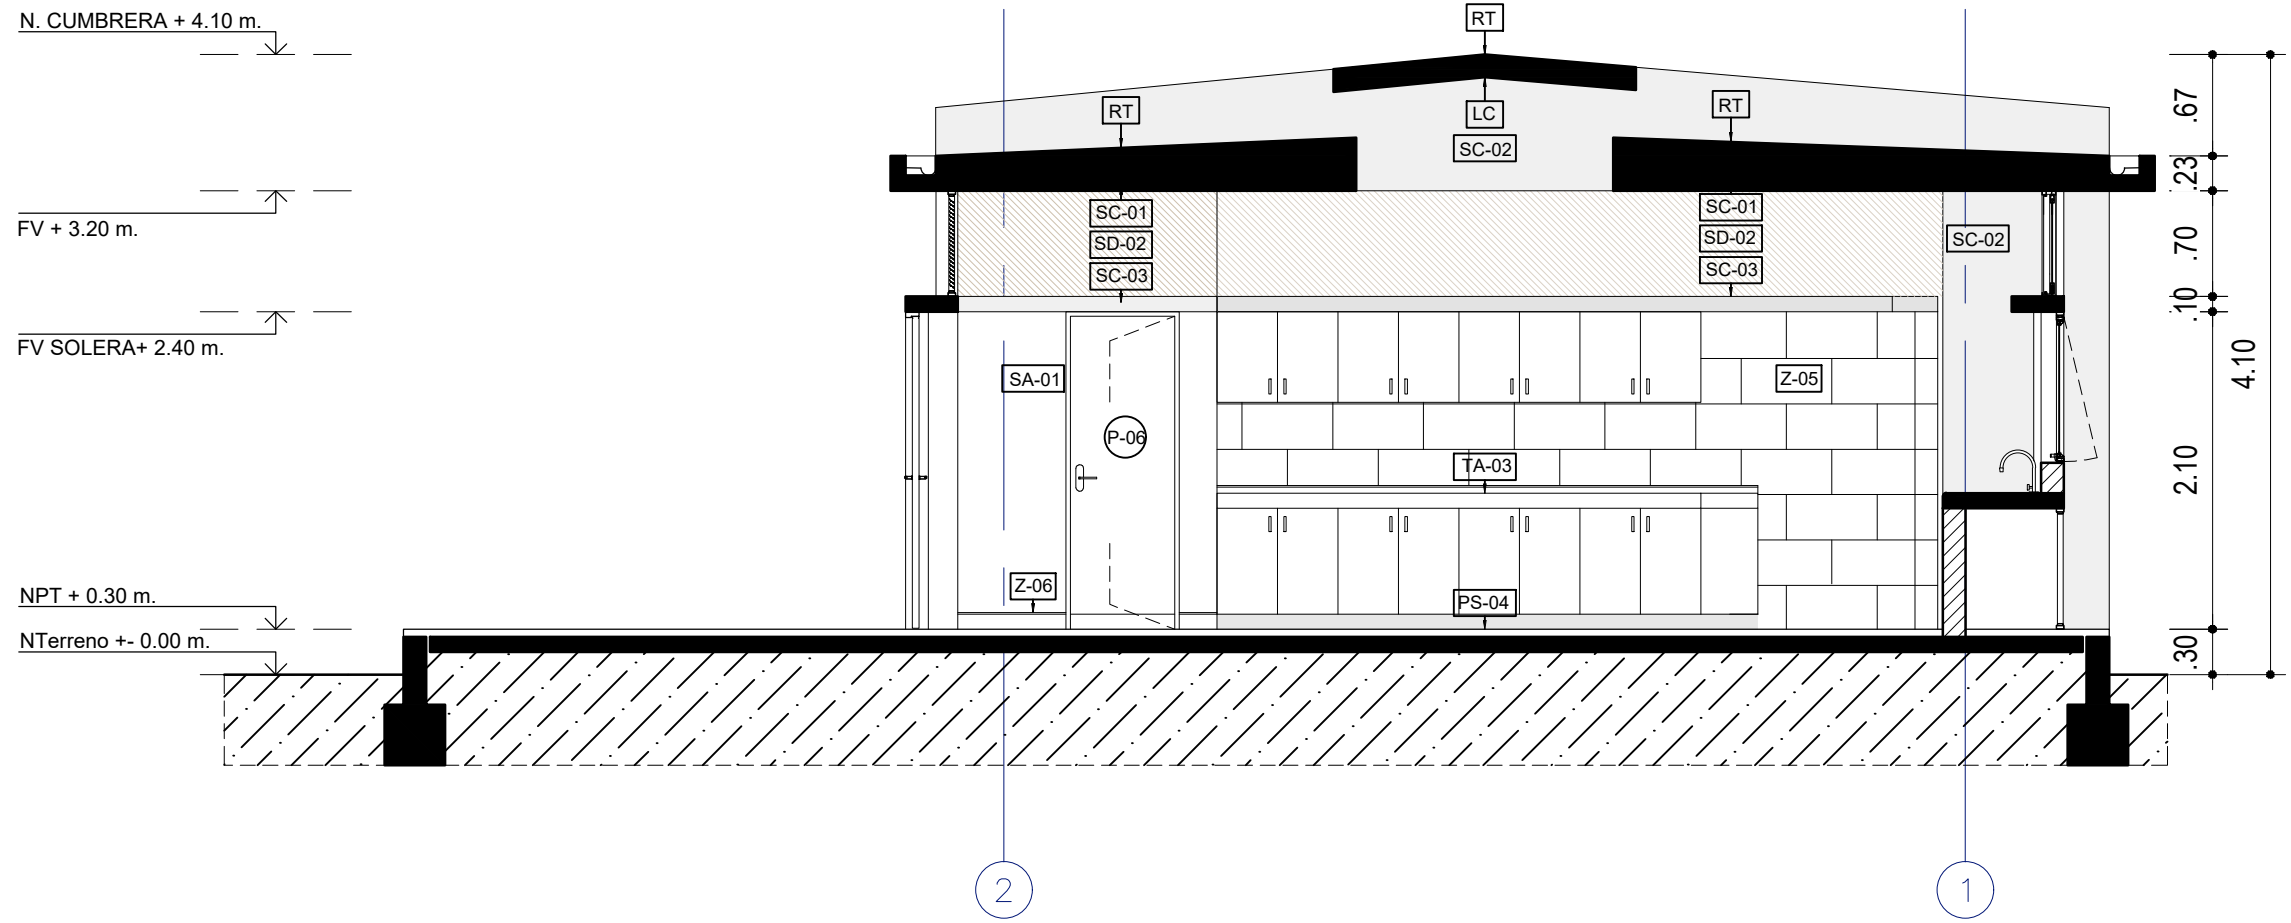 N. CUMBRERA + 4.10 m.
FV + 3.20 m.
FV SOLERA+ 2.40 m.
NPT + 0.30 m.
NTerreno +- 0.00 m.
RT
RT
LC
RT
SC-02
SC-01
SD-02
SC-03
SC-01
SD-02
SC-03
SC-02
SA-01
P-06
Z-05
TA-03
Z-06
PS-04
.67
.23
.70
.10
2.10
.30
4.10
2
1